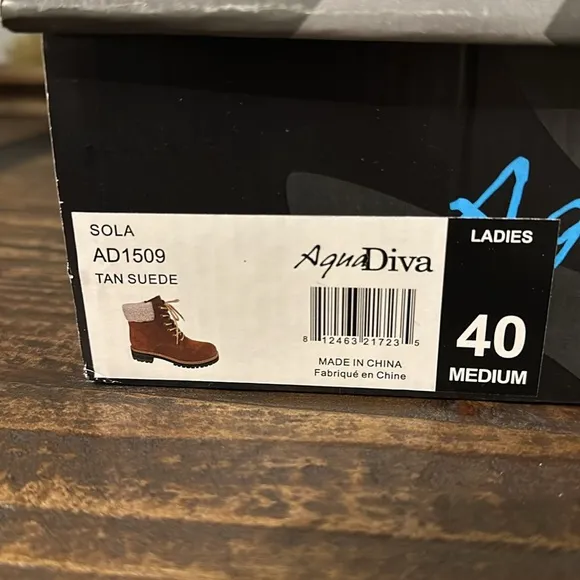 SOLA
AD1509
TAN SUEDE
AquaDiva
8 12463 21723 5
MADE IN CHINA
Fabriqué en Chine
LADIES
40
MEDIUM